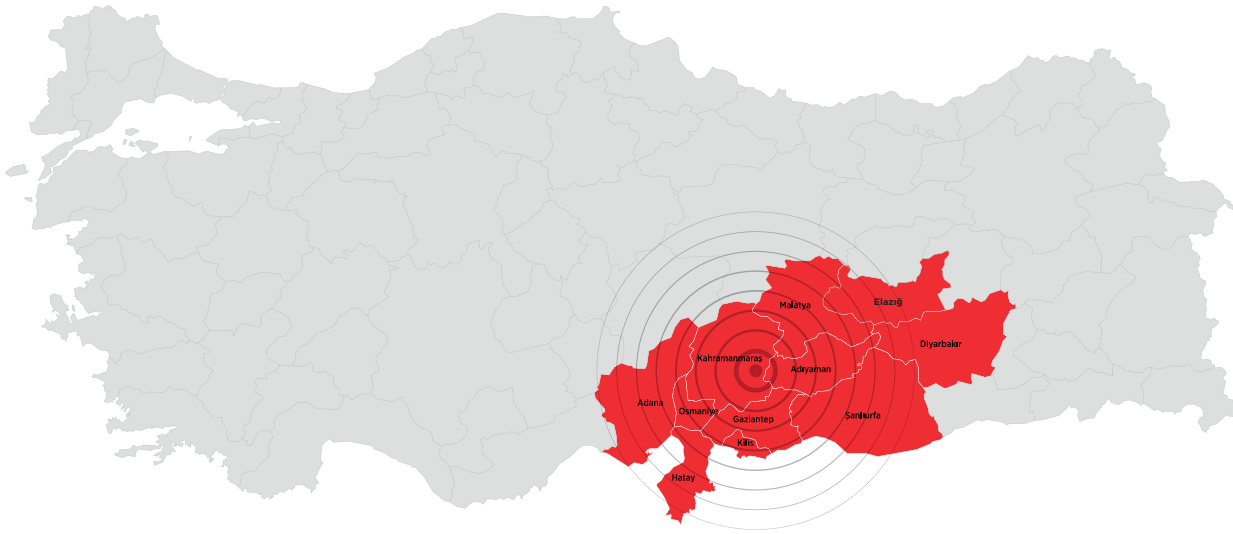 Elazığ
Malatya
Diyarbakır
Kahramanmaraş
Adıyaman
Adana
Osmaniye
Gaziantep
Şanlıurfa
Kilis
Hatay